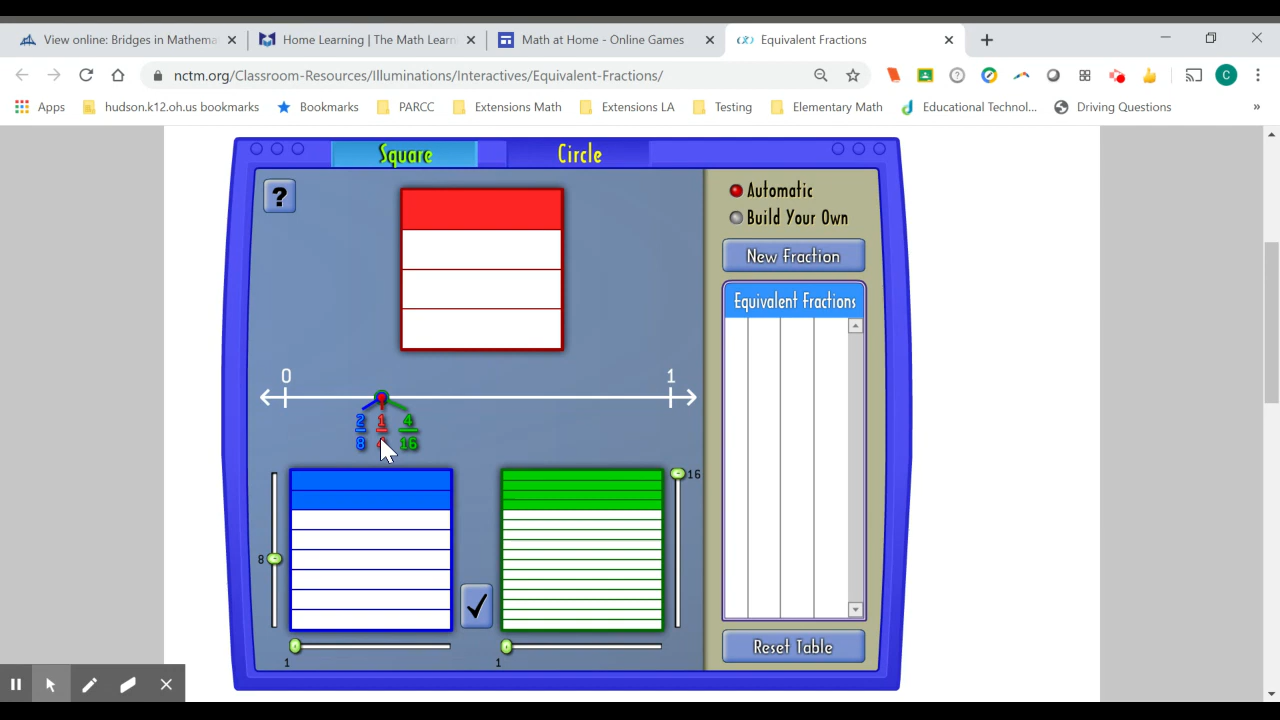 View online: Bridges in Mathema
Home Learning | The Math Learn
Math at Home - Online Games
Equivalent Fractions
nctm.org/Classroom-Resources/Illuminations/Interactives/Equivalent-Fractions/
C
Apps
hudson.k12.oh.us bookmarks
Bookmarks
PARCC
Extensions Math
Extensions LA
Testing
Elementary Math
Educational Technol...
Driving Questions
»
Square
Circle
?
Automatic
Build Your Own
New Fraction
Equivalent Fractions
0
1
2 1 4
8 16
16
8
1
1
Reset Table